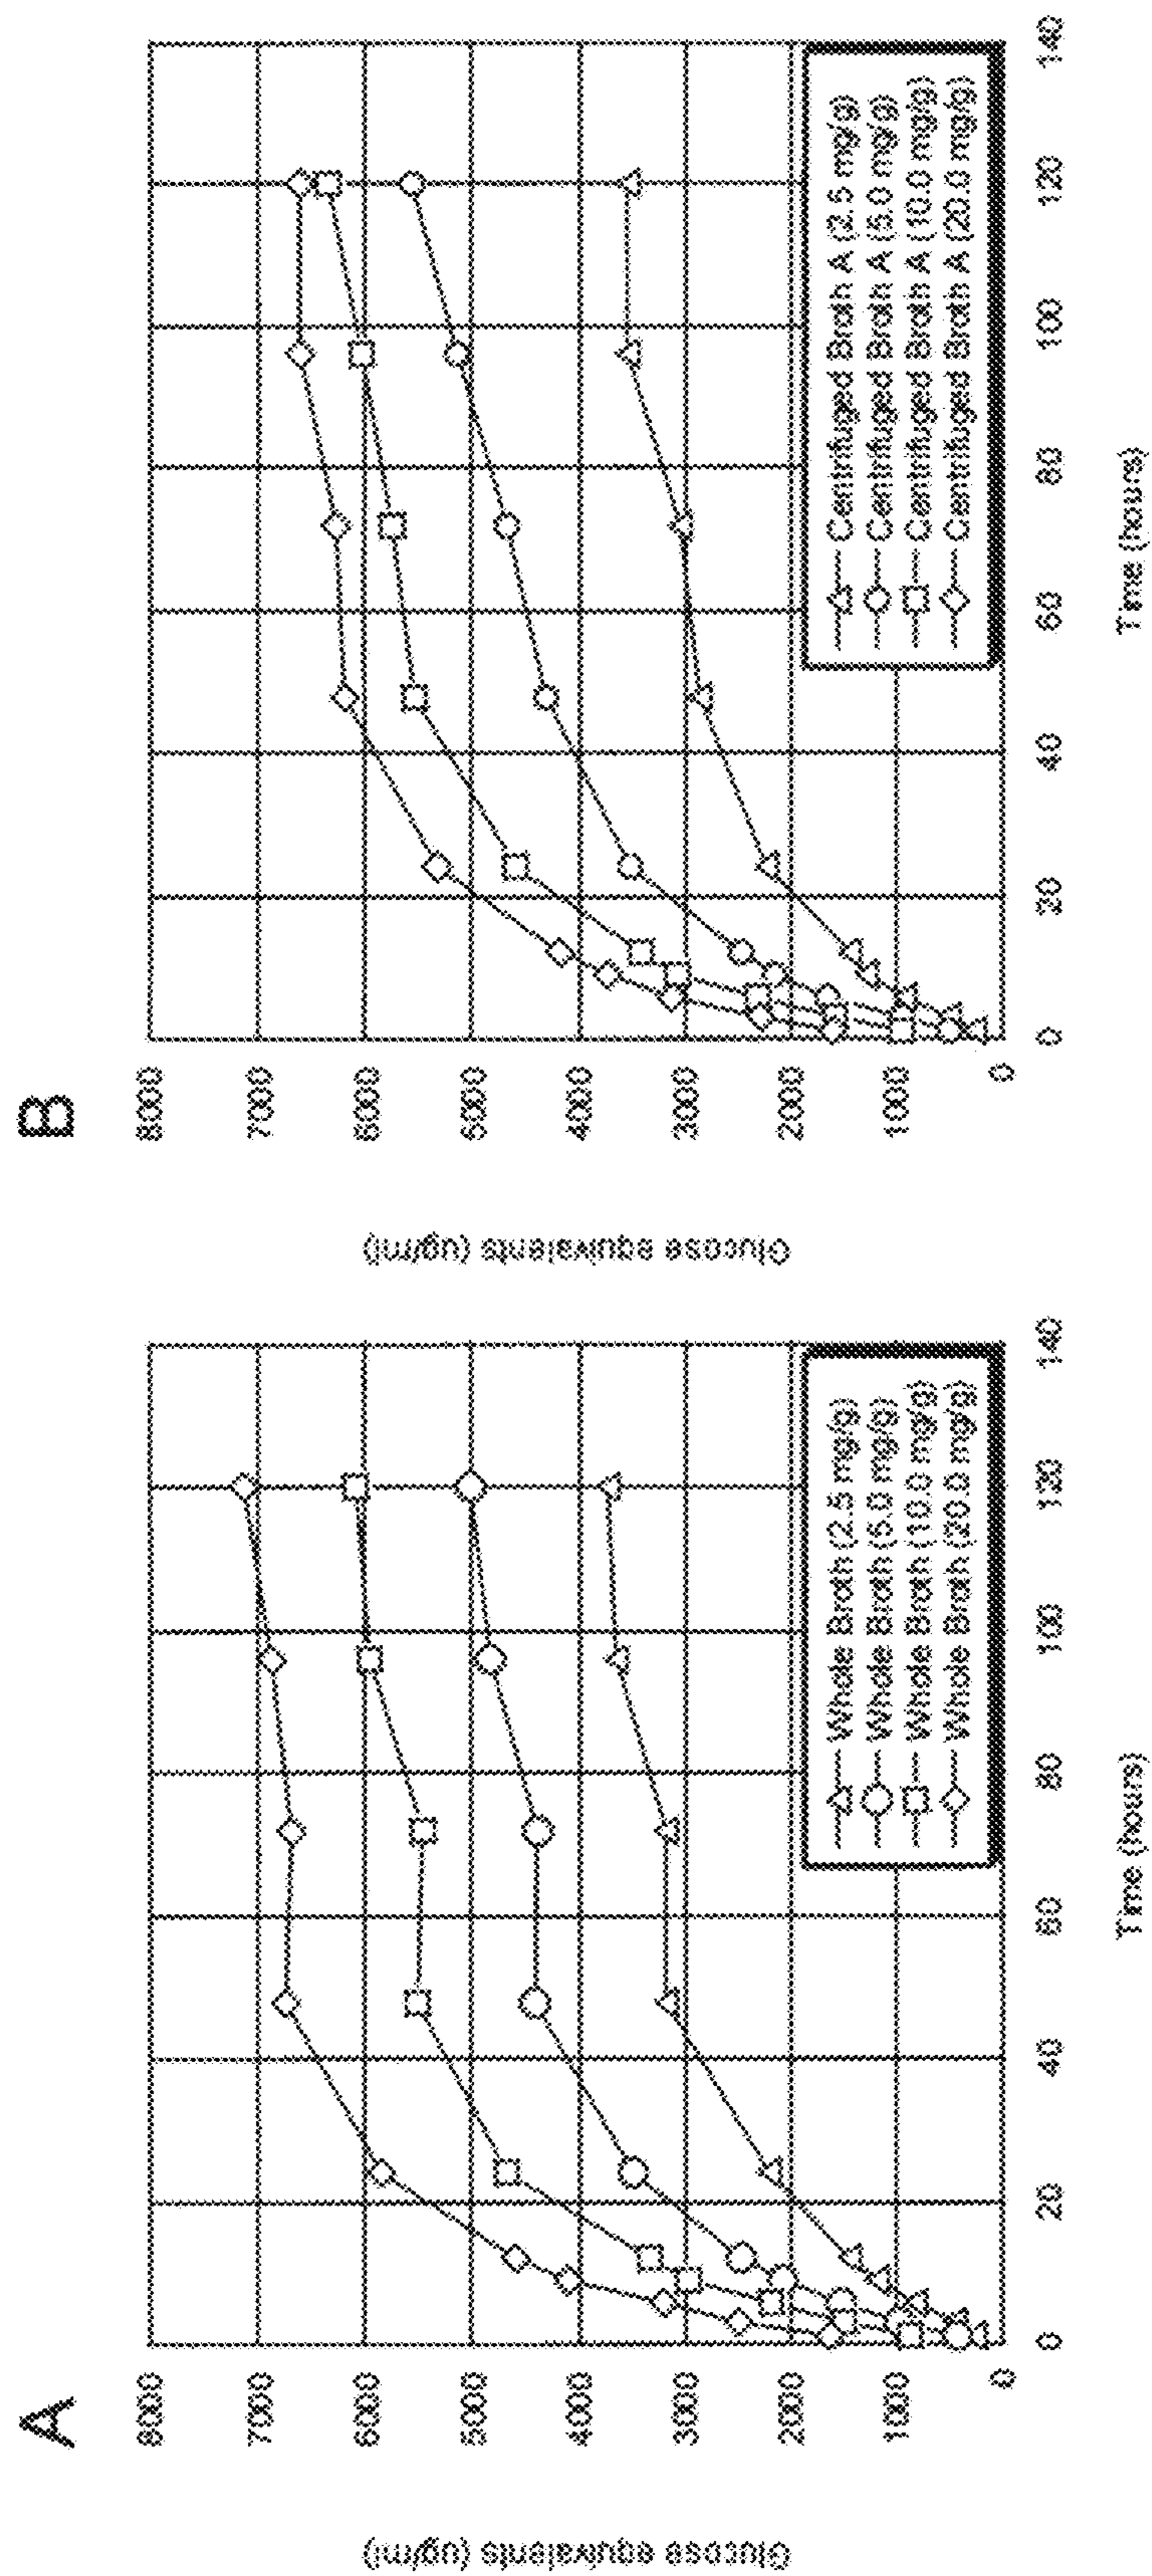 A
Glucose equivalents (ug/ml)
8000
7000
6000
5000
4000
3000
2000
1000
0
0
20
40
60
80
100
120
140
Time (hours)
Whole Broth (2.5 mg/g)
Whole Broth (5.0 mg/g)
Whole Broth (10.0 mg/g)
Whole Broth (20.0 mg/g)
B
Glucose equivalents (ug/ml)
8000
7000
6000
5000
4000
3000
2000
1000
0
0
20
40
60
80
100
120
140
Time (hours)
Centrifuged Broth A (2.5 mg/g)
Centrifuged Broth A (5.0 mg/g)
Centrifuged Broth A (10.0 mg/g)
Centrifuged Broth A (20.0 mg/g)